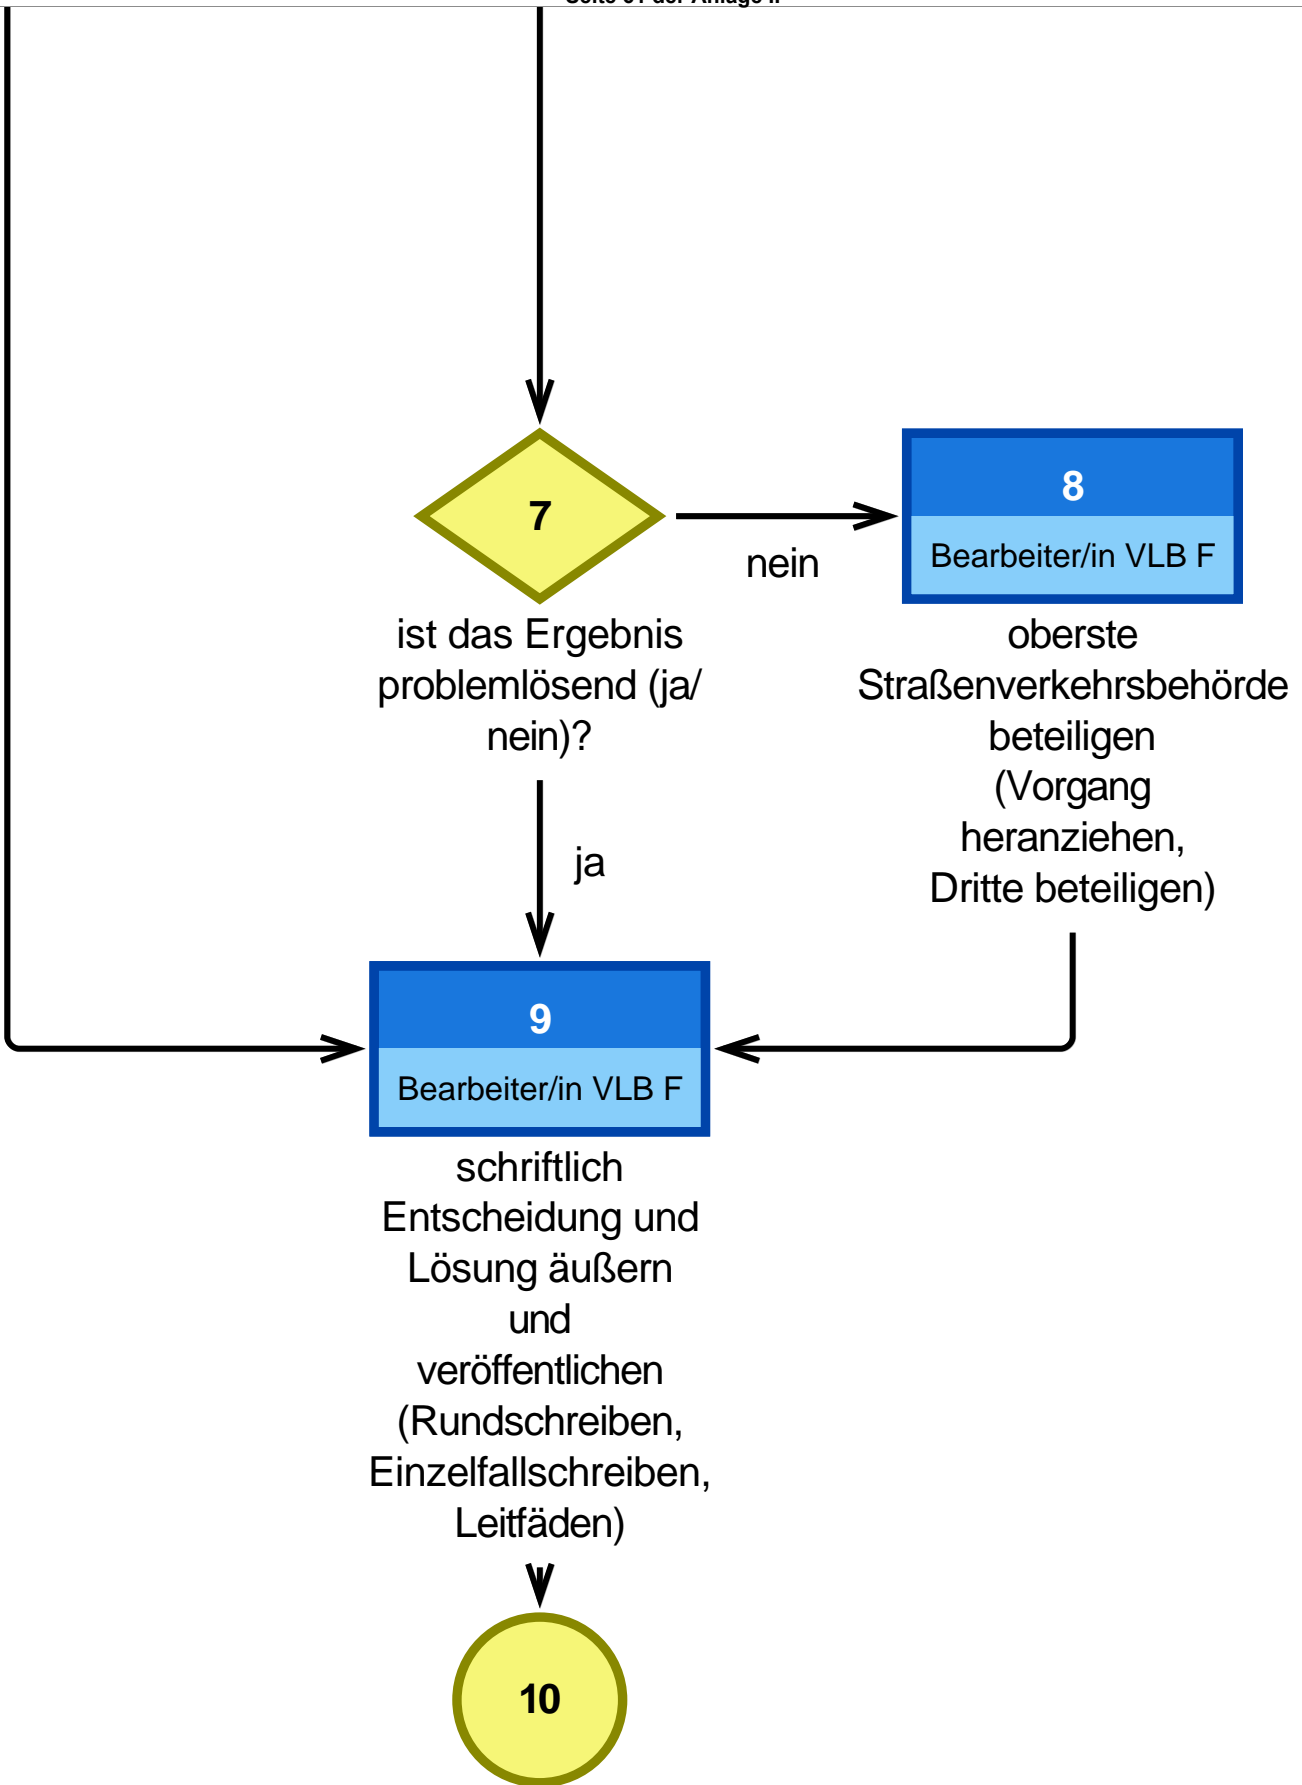 7
nein
8
Bearbeiter/in VLB F
ist das Ergebnis
problemlösend (ja/
nein)?
oberste
Straßenverkehrsbehörde
beteiligen
(Vorgang
heranziehen,
Dritte beteiligen)
ja
9
Bearbeiter/in VLB F
schriftlich
Entscheidung und
Lösung äußern
und
veröffentlichen
(Rundschreiben,
Einzelfallschreiben,
Leitfäden)
10